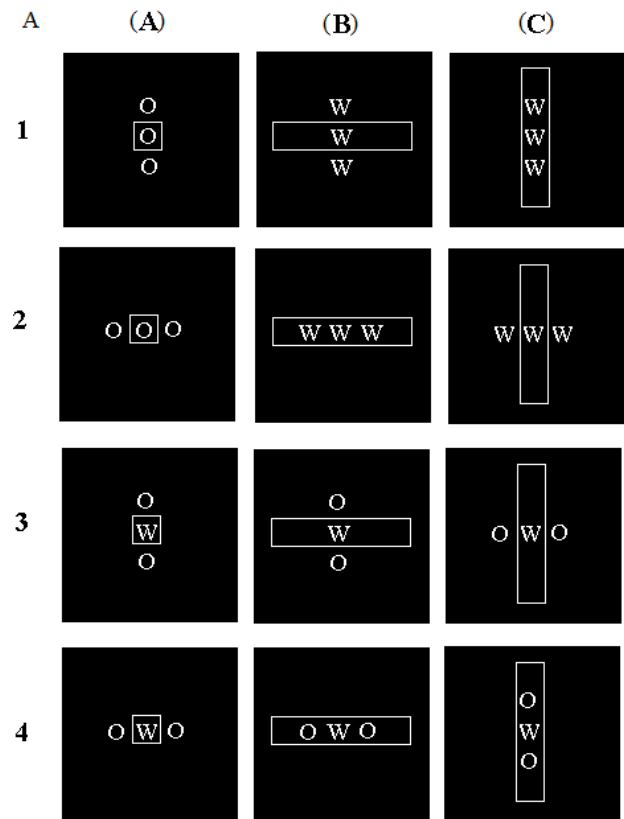 A (A) (B) (C)
O W W
1 O W W
O W W
2 O O O W W W W W W
O O
3 W W O W O
O O
O
4 O W O O W O W
O